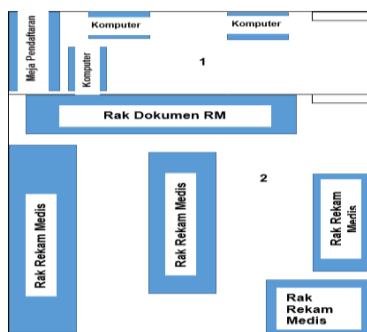 Meja Pendaftaran
Komputer
Komputer
Komputer
1
Rak Dokumen RM
2
Rak Rekam Medis
Rak Rekam Medis
Rak Rekam
Medis
Rak
Rekam
Medis